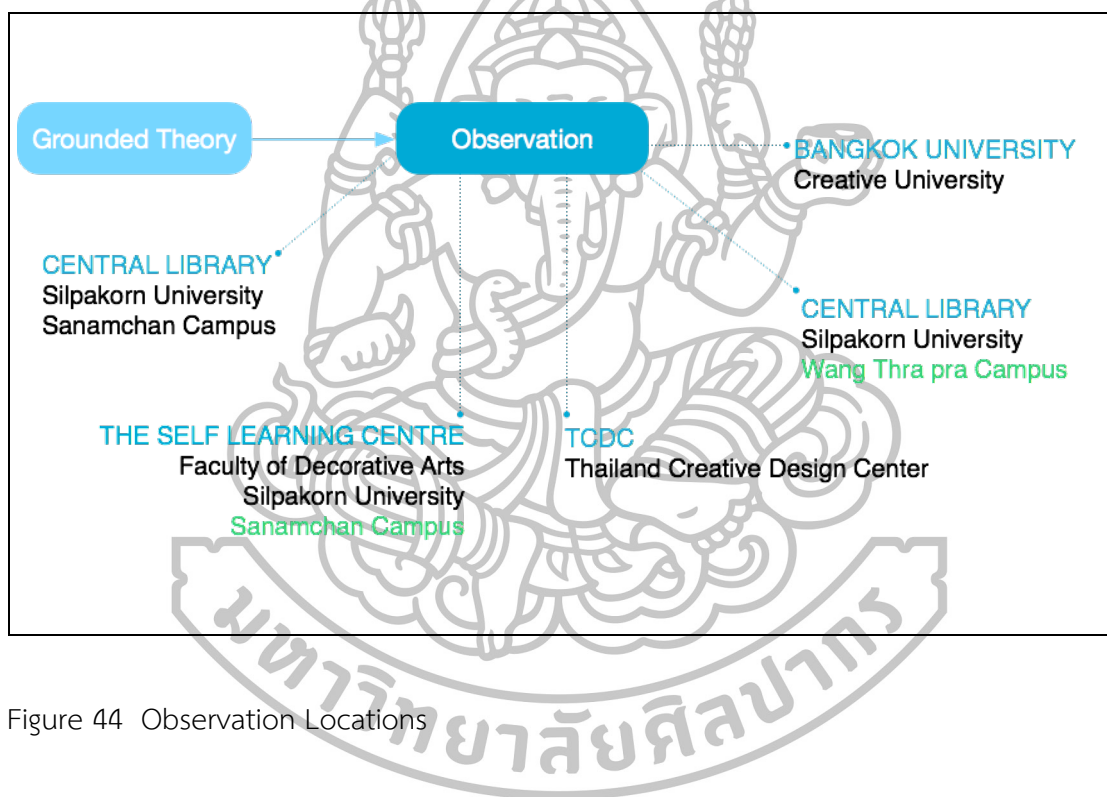 Grounded Theory
Observation
BANGKOK UNIVERSITY
Creative University
CENTRAL LIBRARY
Silpakorn University
Sanamchan Campus
CENTRAL LIBRARY
Silpakorn University
Wang Thra pra Campus
THE SELF LEARNING CENTRE
Faculty of Decorative Arts
Silpakorn University
Sanamchan Campus
TCDC
Thailand Creative Design Center
มหาวิทยาลัยศิลปากร
Figure 44 Observation Locations